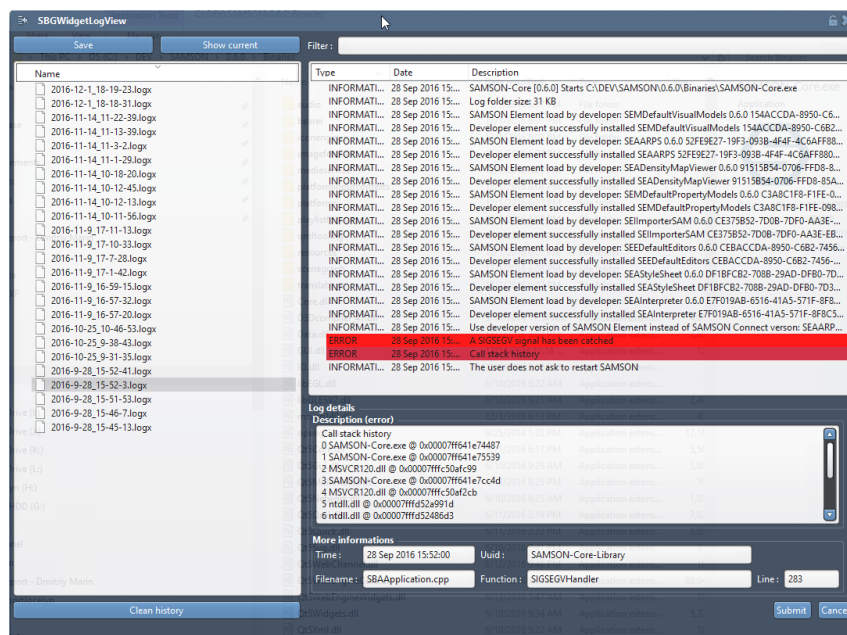 SBGWidgetLogView
Save
Show current
Filter :
Name
2016-12-1_18-19-23.logx
2016-12-1_18-18-31.logx
2016-11-14_11-22-39.logx
2016-11-14_11-13-39.logx
2016-11-14_11-3-2.logx
2016-11-14_11-1-29.logx
2016-11-14_10-18-20.logx
2016-11-14_10-12-45.logx
2016-11-14_10-12-13.logx
2016-11-14_10-11-56.logx
2016-11-9_17-11-13.logx
2016-11-9_17-10-33.logx
2016-11-9_17-7-28.logx
2016-11-9_17-1-42.logx
2016-11-9_16-59-15.logx
2016-11-9_16-57-32.logx
2016-11-9_16-57-20.logx
2016-10-25_10-46-53.logx
2016-10-25_9-38-43.logx
2016-10-25_9-31-35.logx
2016-9-28_15-52-41.logx
2016-9-28_15-52-3.logx
2016-9-28_15-51-53.logx
2016-9-28_15-46-7.logx
2016-9-28_15-45-13.logx
Clean history
Type Date Description
INFORMATI... 28 Sep 2016 15:... SAMSON-Core [0.6.0] Starts C:\DEV\SAMSON\0.6.0\Binaries\SAMSON-Core.exe
INFORMATI... 28 Sep 2016 15:... Log folder size: 31 KB
INFORMATI... 28 Sep 2016 15:... SAMSON Element load by developer: SEMDefaultVisualModels 0.6.0 154ACCDA-8950-C6...
INFORMATI... 28 Sep 2016 15:... Developer element successfully installed SEMDefaultVisualModels 154ACCDA-8950-C6B2...
INFORMATI... 28 Sep 2016 15:... SAMSON Element load by developer: SEAARPS 0.6.0 52FE9E27-19F3-093B-4F4F-4C6AFF88...
INFORMATI... 28 Sep 2016 15:... Developer element successfully installed SEAARPS 52FE9E27-19F3-093B-4F4F-4C6AFF880...
INFORMATI... 28 Sep 2016 15:... SAMSON Element load by developer: SEADensityMapViewer 0.6.0 91515B54-0706-FFD8-8...
INFORMATI... 28 Sep 2016 15:... Developer element successfully installed SEADensityMapViewer 91515B54-0706-FFD8-85A...
INFORMATI... 28 Sep 2016 15:... SAMSON Element load by developer: SEMDefaultPropertyModels 0.6.0 C3A8C1F8-F1FE-0...
INFORMATI... 28 Sep 2016 15:... Developer element successfully installed SEMDefaultPropertyModels C3A8C1F8-F1FE-098...
INFORMATI... 28 Sep 2016 15:... SAMSON Element load by developer: SEIImporterSAM 0.6.0 CE375B52-7D0B-7DF0-AA3E-...
INFORMATI... 28 Sep 2016 15:... Developer element successfully installed SEIImporterSAM CE375B52-7D0B-7DF0-AA3E-EB...
INFORMATI... 28 Sep 2016 15:... SAMSON Element load by developer: SEEDefaultEditors 0.6.0 CEBACCDA-8950-C6B2-7456...
INFORMATI... 28 Sep 2016 15:... Developer element successfully installed SEEDefaultEditors CEBACCDA-8950-C6B2-7456-...
INFORMATI... 28 Sep 2016 15:... SAMSON Element load by developer: SEAStyleSheet 0.6.0 DF1BFCB2-708B-29AD-DFB0-7D...
INFORMATI... 28 Sep 2016 15:... Developer element successfully installed SEAStyleSheet DF1BFCB2-708B-29AD-DFB0-7D3...
INFORMATI... 28 Sep 2016 15:... SAMSON Element load by developer: SEAInterpreter 0.6.0 E7F019AB-6516-41A5-571F-8F8...
INFORMATI... 28 Sep 2016 15:... Developer element successfully installed SEAInterpreter E7F019AB-6516-41A5-571F-8F8C5...
INFORMATI... 28 Sep 2016 15:... Use developer version of SAMSON Element instead of SAMSON Connect verson: SEAARP...
ERROR 28 Sep 2016 15:... A SIGSEGV signal has been catched
ERROR 28 Sep 2016 15:... Call stack history
INFORMATI... 28 Sep 2016 15:... The user does not ask to restart SAMSON
Log details
Description (error)
Call stack history
0 SAMSON-Core.exe @ 0x00007ff641e74487
1 SAMSON-Core.exe @ 0x00007ff641e75539
2 MSVCR120.dll @ 0x00007fffc50afc99
3 SAMSON-Core.exe @ 0x00007ff641e7cc4d
4 MSVCR120.dll @ 0x00007fffc50af2cb
5 ntdll.dll @ 0x00007fffd52a991d
6 ntdll.dll @ 0x00007fffd52486d3
More informations
Time : 28 Sep 2016 15:52:00 Uuid : SAMSON-Core-Library
Filename : SBAApplication.cpp Function : SIGSEGVHandler Line : 283
Submit Cance